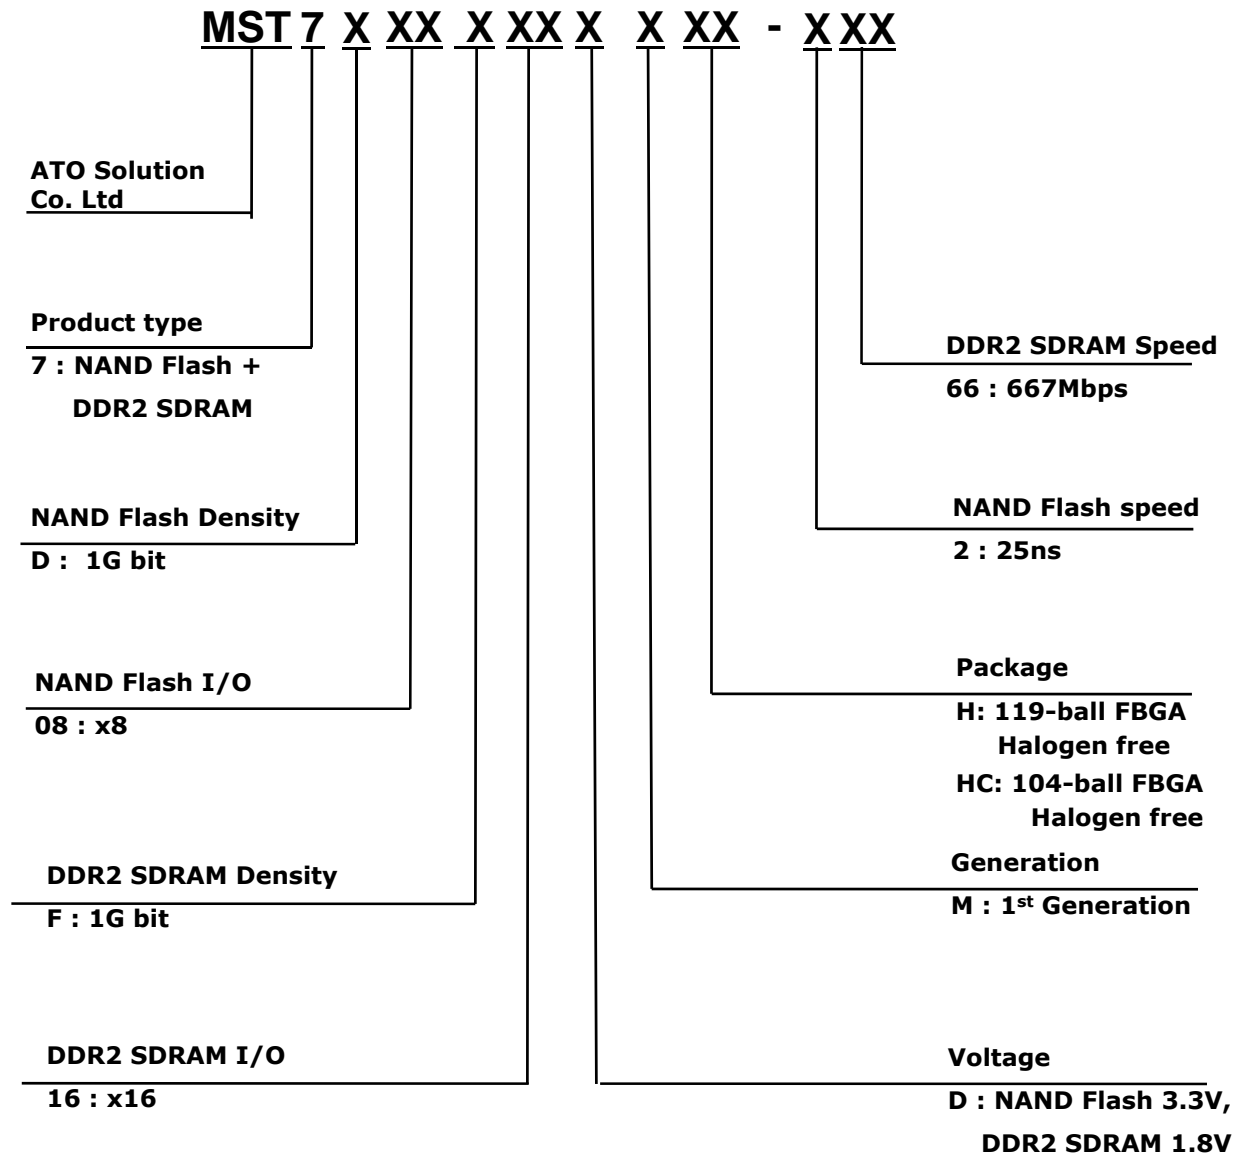 MST 7 X XX X XX X X XX - X XX
ATO Solution
Co. Ltd
Product type
7 : NAND Flash +
DDR2 SDRAM
NAND Flash Density
D : 1G bit
NAND Flash I/O
08 : x8
DDR2 SDRAM Density
F : 1G bit
DDR2 SDRAM I/O
16 : x16
DDR2 SDRAM Speed
66 : 667Mbps
NAND Flash speed
2 : 25ns
Package
H: 119-ball FBGA
Halogen free
HC: 104-ball FBGA
Halogen free
Generation
M : 1st Generation
Voltage
D : NAND Flash 3.3V,
DDR2 SDRAM 1.8V